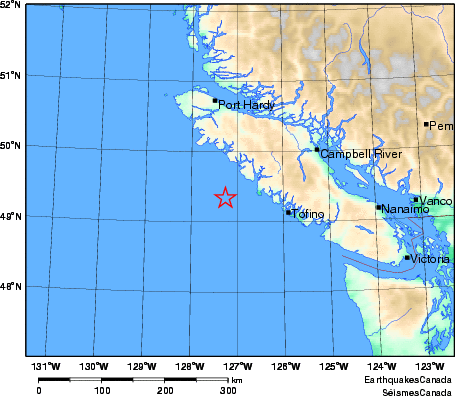 52°N
51°N
50°N
49°N
48°N
Port Hardy
Pem
Campbell River
Vanco
Nanaimo
Tofino
Victoria
131°W 130°W 129°W 128°W 127°W 126°W 125°W 124°W 123°W
0 100 200 300 km
EarthquakesCanada
SéismesCanada